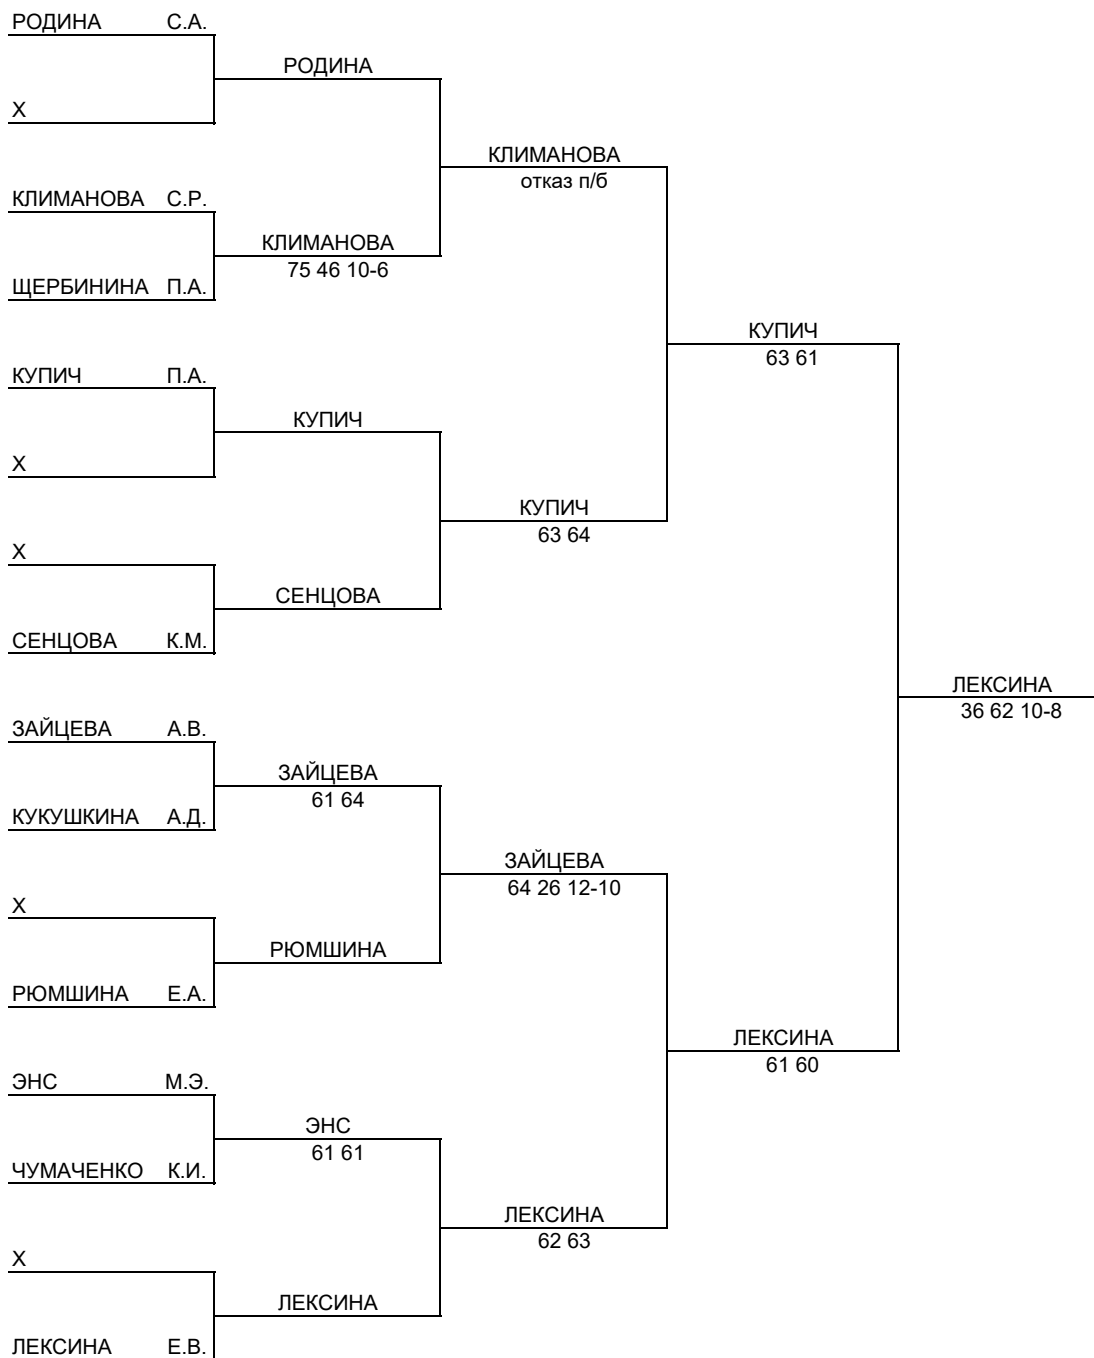 РОДИНА С.А.
РОДИНА
X
КЛИМАНОВА
отказ п/б
КЛИМАНОВА С.Р.
КЛИМАНОВА
75 46 10-6
ЩЕРБИНИНА П.А.
КУПИЧ
63 61
КУПИЧ П.А.
КУПИЧ
X
КУПИЧ
63 64
X
СЕНЦОВА
СЕНЦОВА К.М.
ЛЕКСИНА
36 62 10-8
ЗАЙЦЕВА А.В.
ЗАЙЦЕВА
61 64
КУКУШКИНА А.Д.
ЗАЙЦЕВА
64 26 12-10
X
РЮМШИНА
РЮМШИНА Е.А.
ЛЕКСИНА
61 60
ЭНС М.Э.
ЭНС
61 61
ЧУМАЧЕНКО К.И.
ЛЕКСИНА
62 63
X
ЛЕКСИНА
ЛЕКСИНА Е.В.